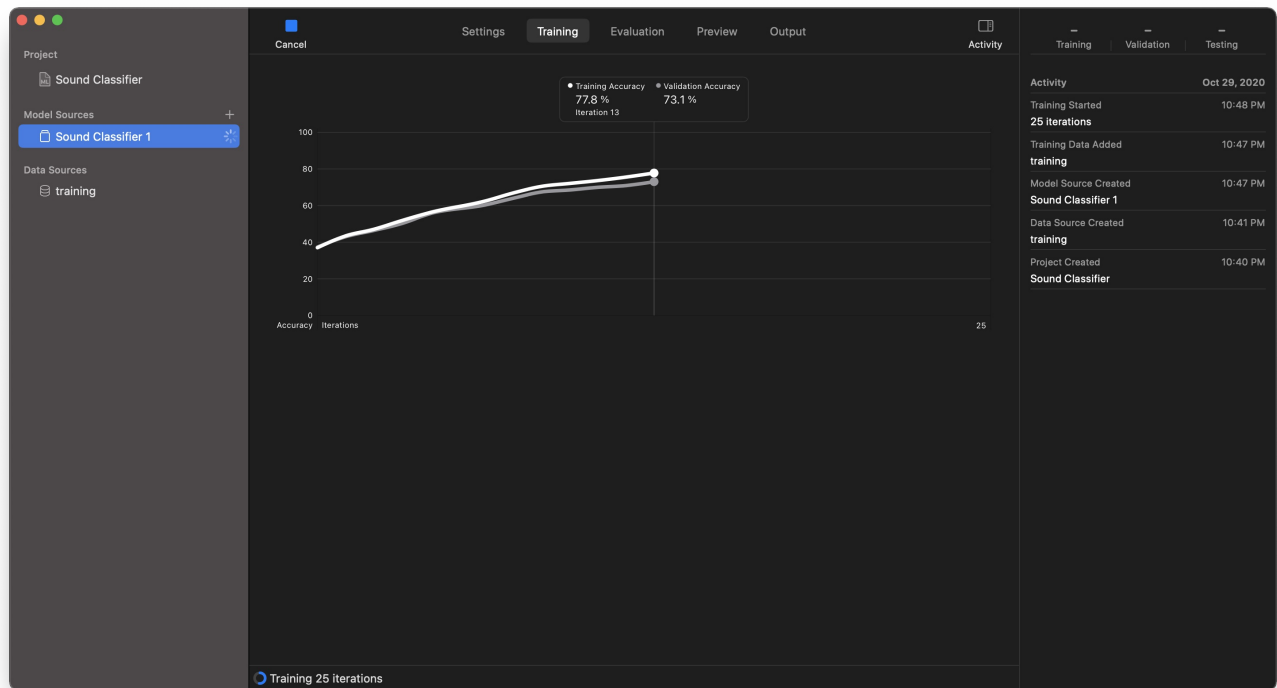 Project
Sound Classifier
Model Sources +
Sound Classifier 1
Data Sources
training
Cancel
Settings
Training
Evaluation
Preview
Output
Activity
Training Accuracy
77.8 %
Iteration 13
Validation Accuracy
73.1 %
100
80
60
40
20
0
Accuracy Iterations 25
Training 25 iterations
– – –
Training Validation Testing
Activity Oct 29, 2020
Training Started 10:48 PM
25 iterations
Training Data Added 10:47 PM
training
Model Source Created 10:47 PM
Sound Classifier 1
Data Source Created 10:41 PM
training
Project Created 10:40 PM
Sound Classifier